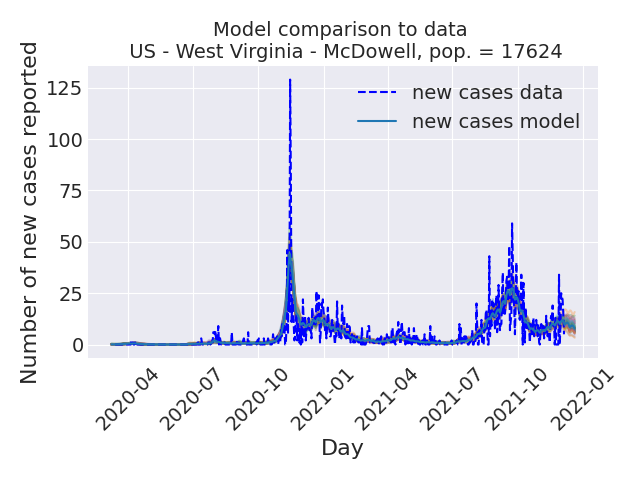 Model comparison to data
US - West Virginia - McDowell, pop. = 17624
Number of new cases reported
125
100
75
50
25
0
new cases data
new cases model
2020-04
2020-07
2020-10
2021-01
2021-04
2021-07
2021-10
2022-01
Day